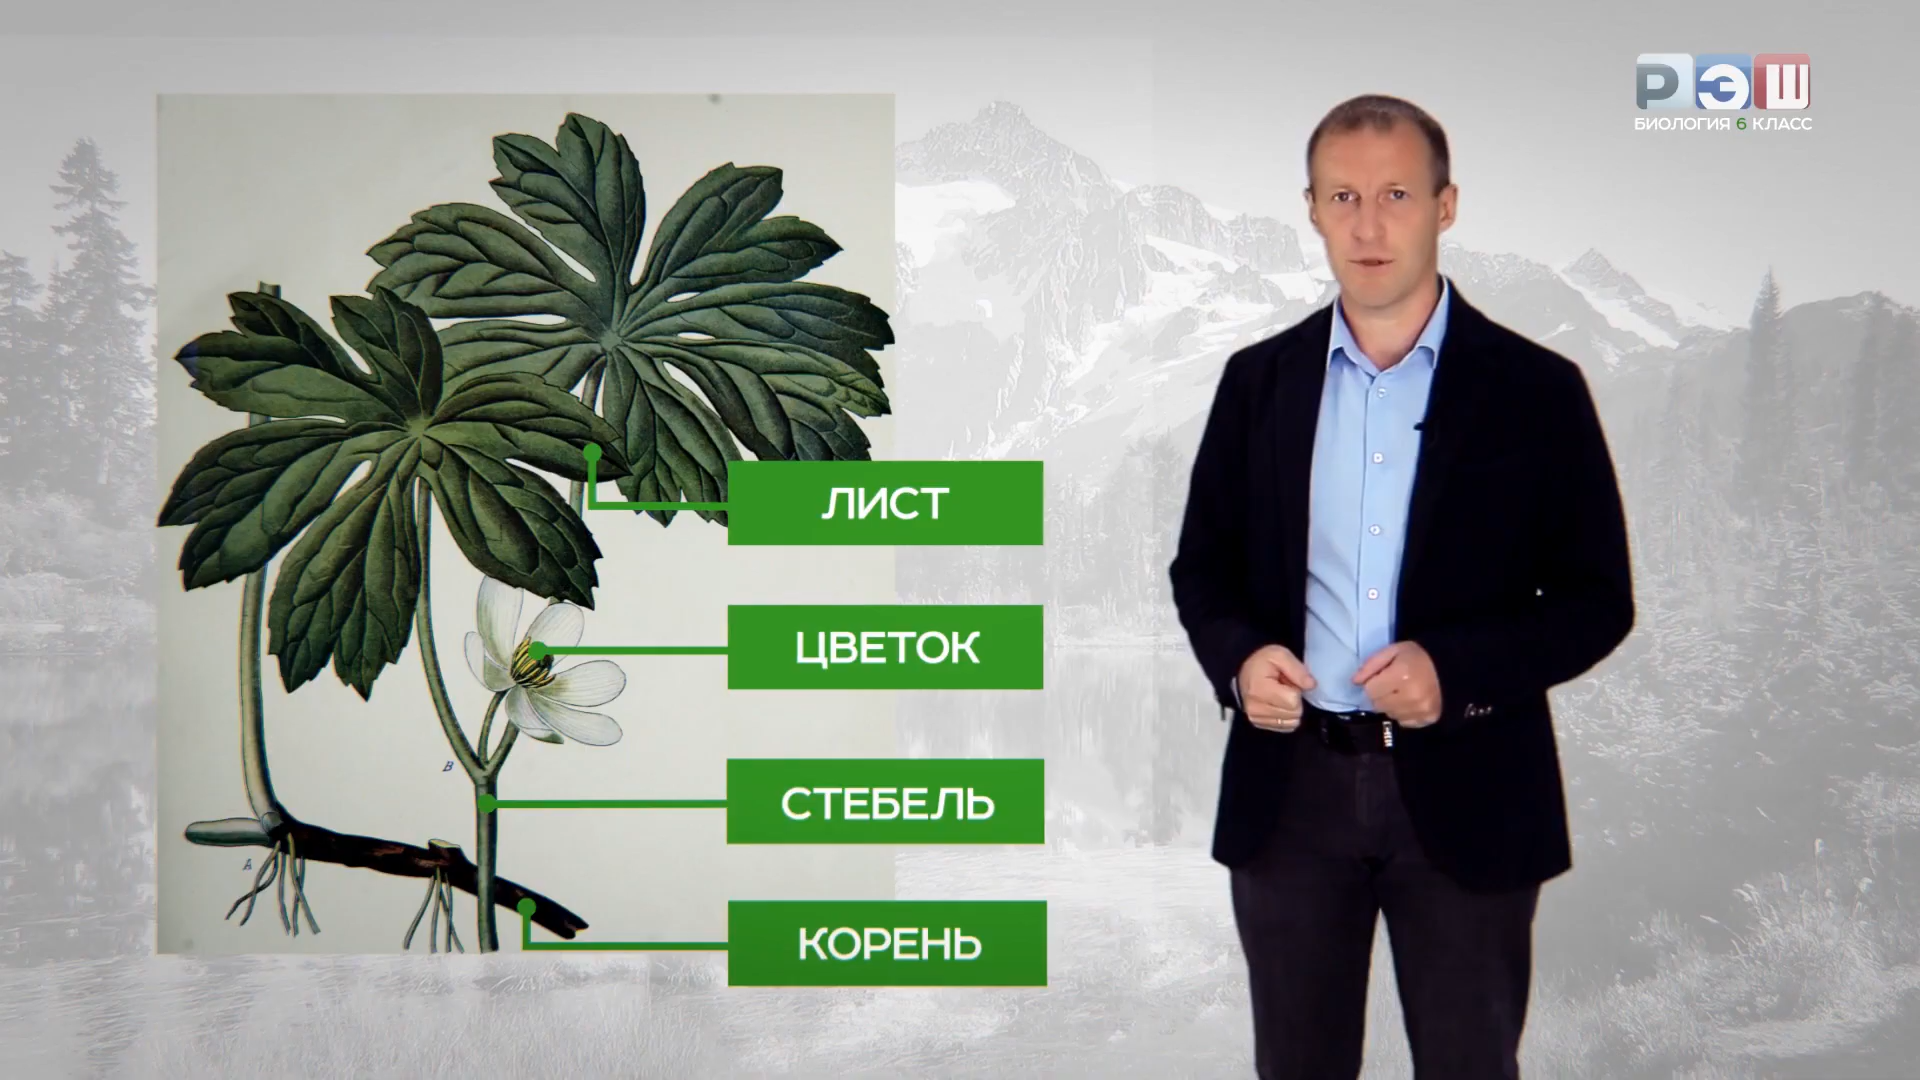 РЭШ
БИОЛОГИЯ 6 КЛАСС
ЛИСТ
ЦВЕТОК
B
СТЕБЕЛЬ
A
КОРЕНЬ